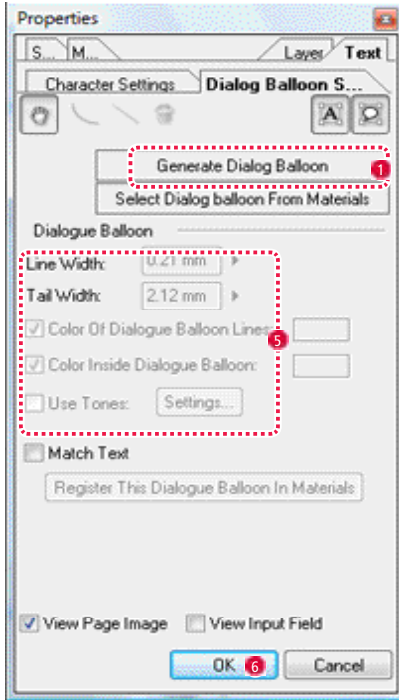 Properties
S... M... Layer Text
Character Settings Dialog Balloon S...
A
Generate Dialog Balloon 1
Select Dialog balloon From Materials
Dialogue Balloon
Line Width: 0.21 mm
Tail Width: 2.12 mm
Color Of Dialogue Balloon Lines: 5
Color Inside Dialogue Balloon:
Use Tones: Settings...
Match Text
Register This Dialogue Balloon In Materials
View Page Image View Input Field
OK 6 Cancel